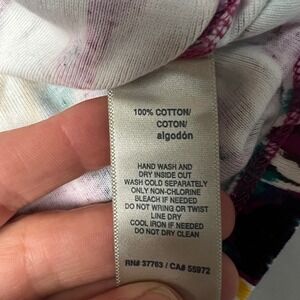 100% COTTON/
COTON/
algodón
HAND WASH AND
DRY INSIDE OUT
WASH COLD SEPARATELY
ONLY NON-CHLORINE
BLEACH IF NEEDED
DO NOT WRING OR TWIST
LINE DRY
COOL IRON IF NEEDED
DO NOT DRY CLEAN
RN# 37763 / CA# 55972